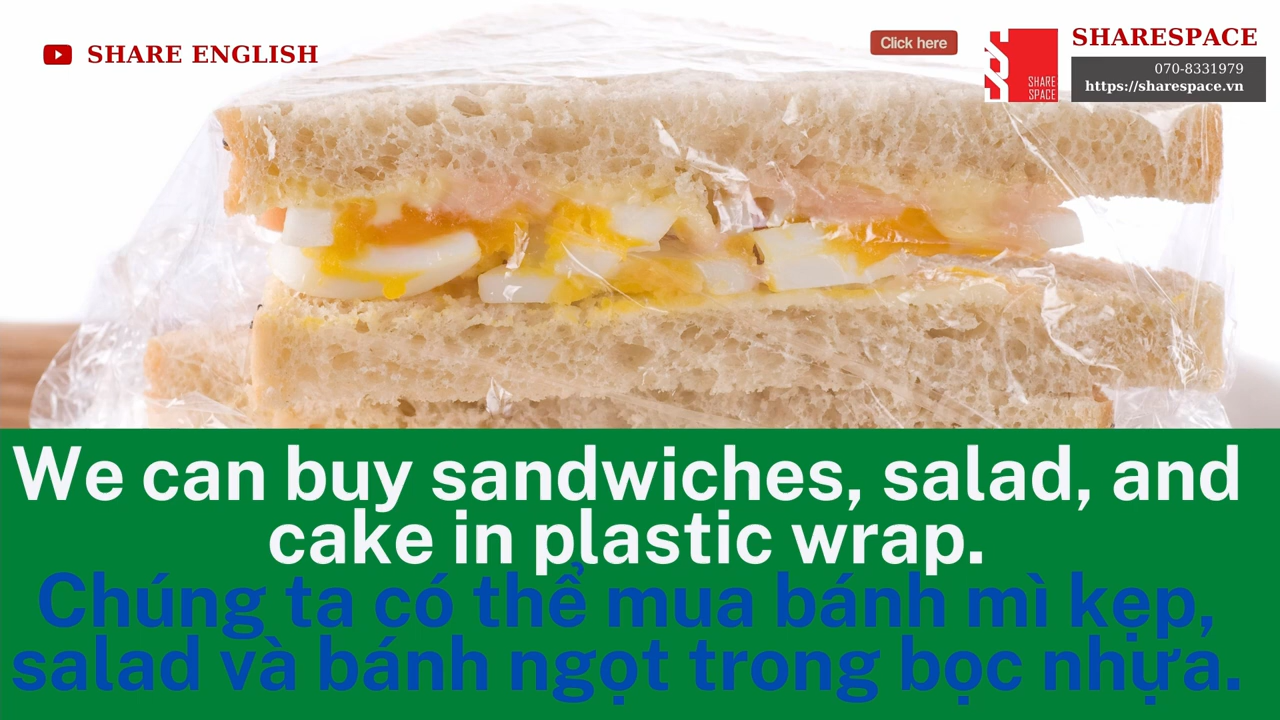 SHARE ENGLISH
Click here
SHARE
SPACE
SHARESPACE
070-8331979
https://sharespace.vn
We can buy sandwiches, salad, and
cake in plastic wrap.
Chúng ta có thể mua bánh mì kẹp,
salad và bánh ngọt trong bọc nhựa.